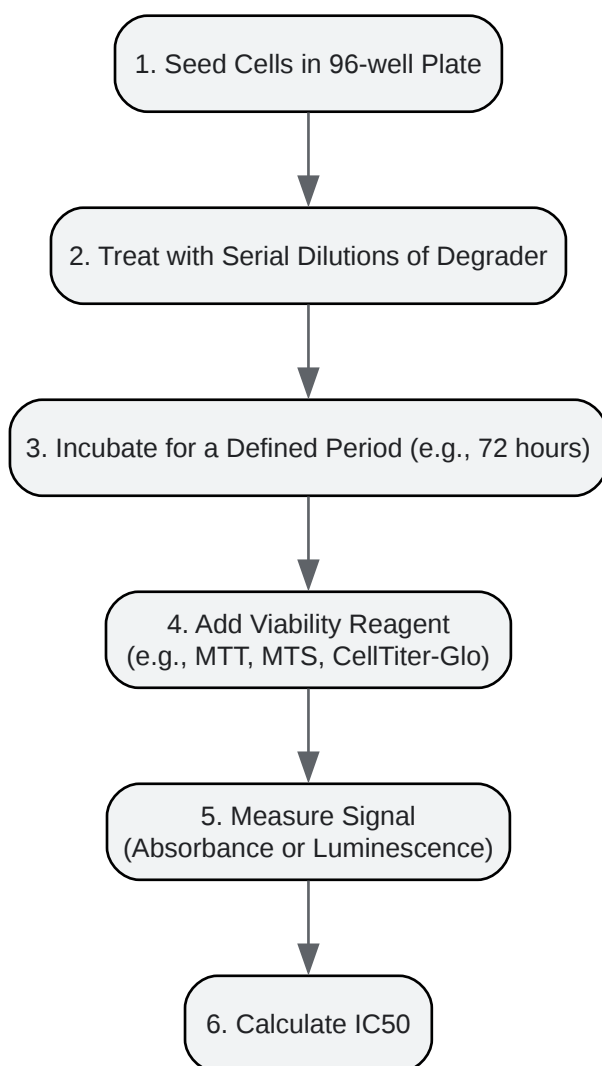 1. Seed Cells in 96-well Plate
2. Treat with Serial Dilutions of Degrader
3. Incubate for a Defined Period (e.g., 72 hours)
4. Add Viability Reagent
(e.g., MTT, MTS, CellTiter-Glo)
5. Measure Signal
(Absorbance or Luminescence)
6. Calculate IC50